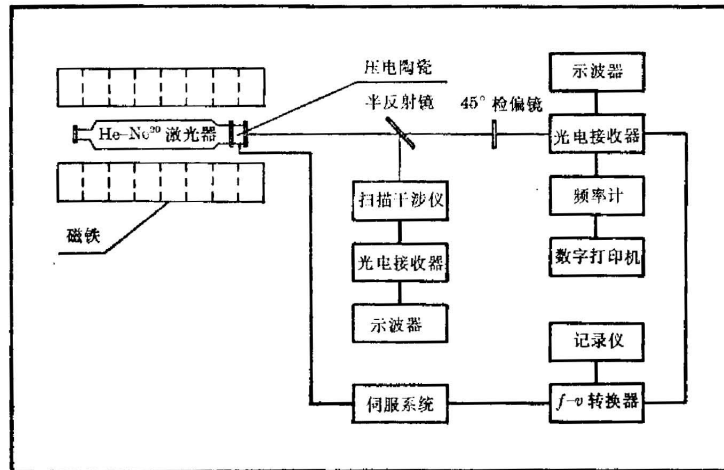 压电陶瓷
半反射镜
45° 检偏镜
示波器
He-Ne²⁰ 激光器
光电接收器
扫描干涉仪
频率计
磁铁
光电接收器
数字打印机
示波器
记录仪
伺服系统
f-v 转换器